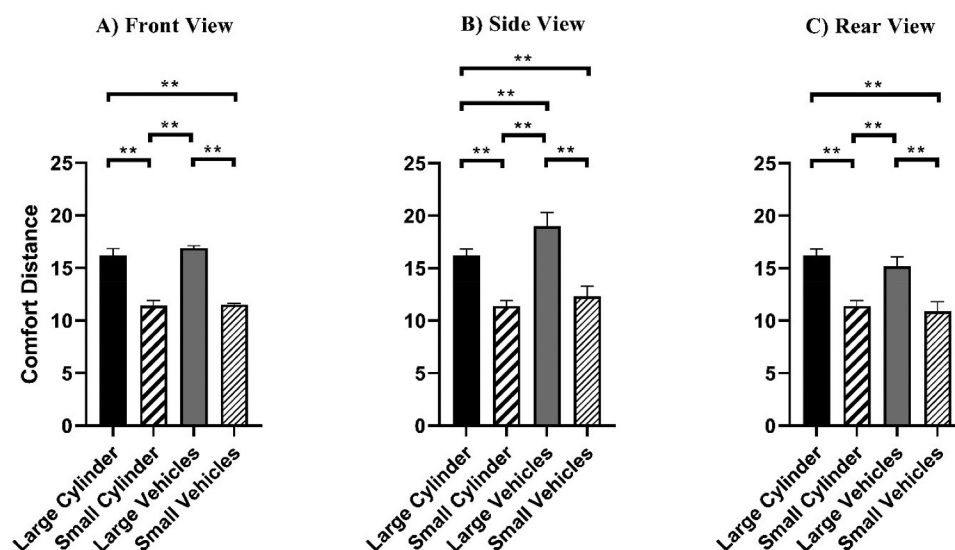 A) Front View
**
**
** **
25
20
15
10
5
0
Comfort Distance
Large Cylinder
Small Cylinder
Large Vehicles
Small Vehicles
B) Side View
**
**
**
** **
25
20
15
10
5
0
Large Cylinder
Small Cylinder
Large Vehicles
Small Vehicles
C) Rear View
**
**
** **
25
20
15
10
5
0
Large Cylinder
Small Cylinder
Large Vehicles
Small Vehicles